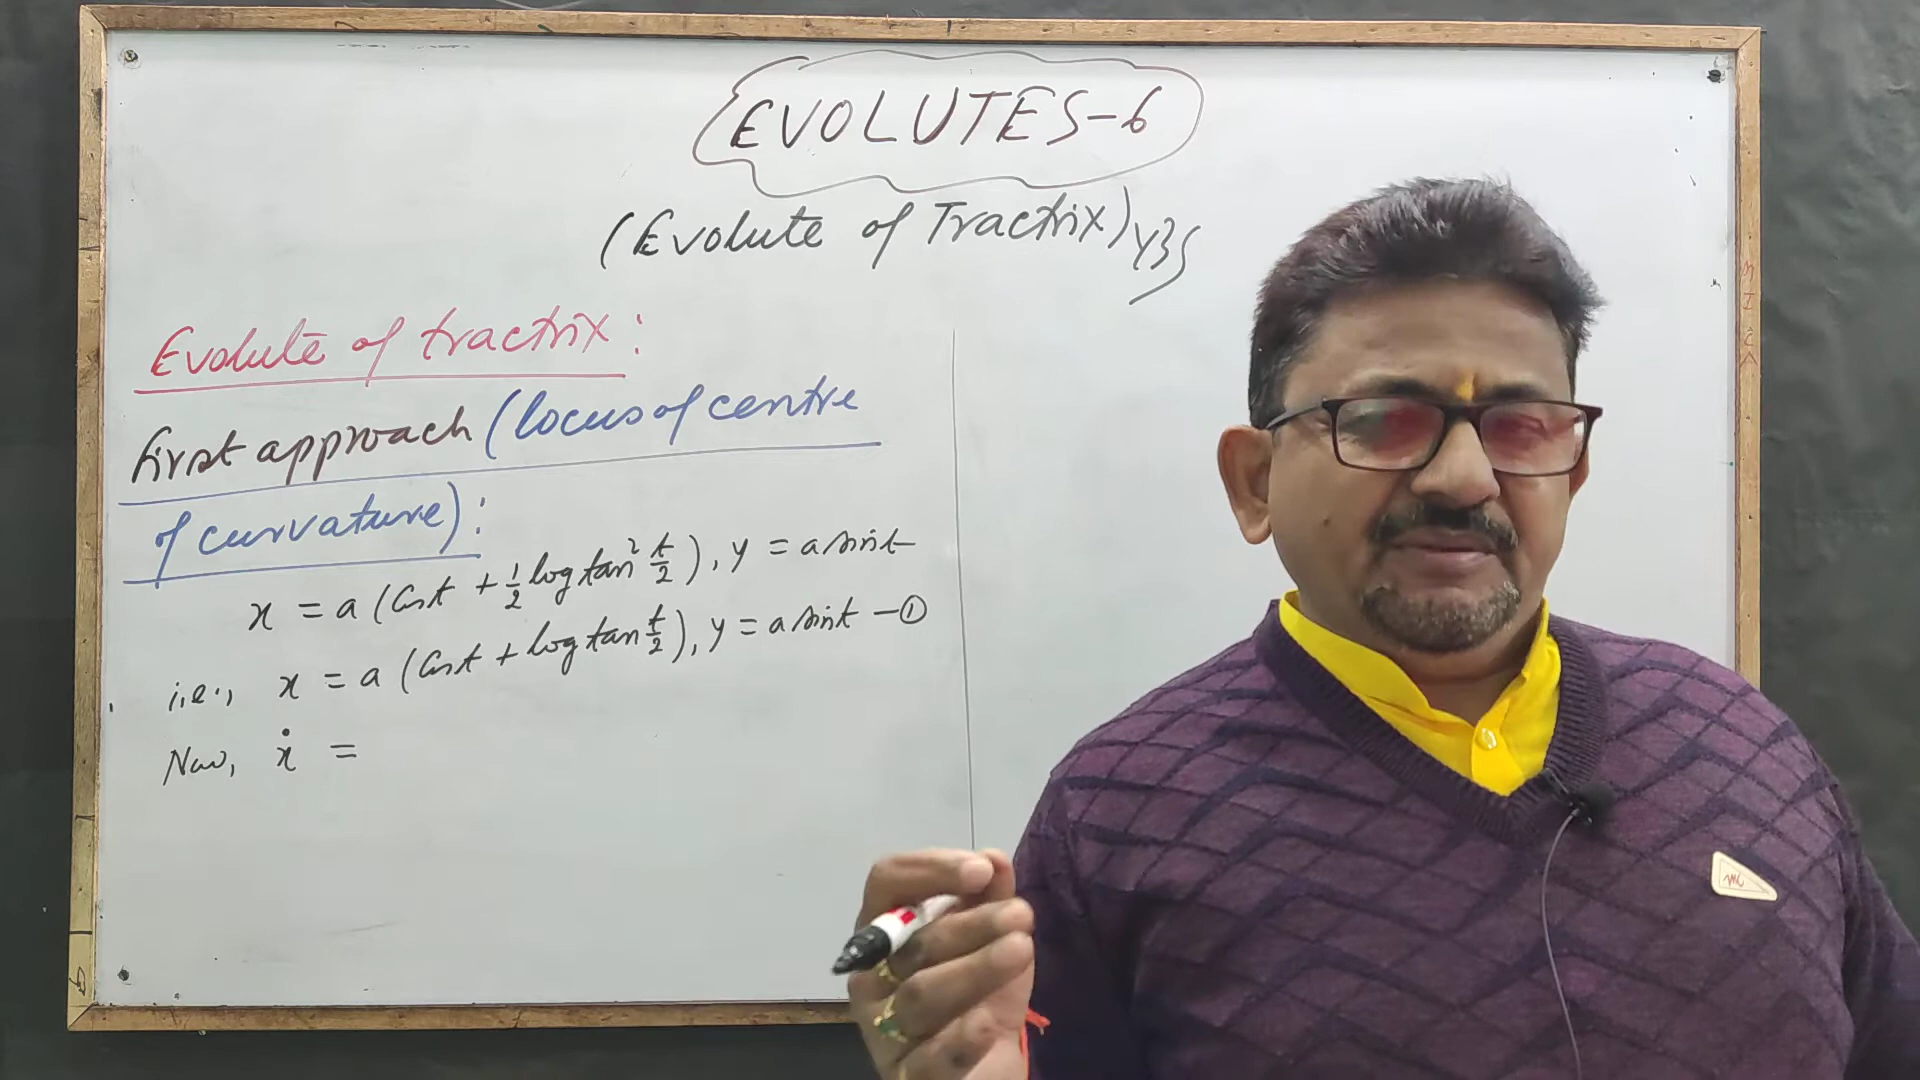 EVOLUTES-6
(Evolute of Tractrix)
Evolute of tractrix:
First approach (locus of centre
of curvature):
x = a (Cost + 1/2 log tan² t/2), y = a sint
i.e., x = a (Cost + log tan t/2), y = a sint - ①
Now, ẋ =